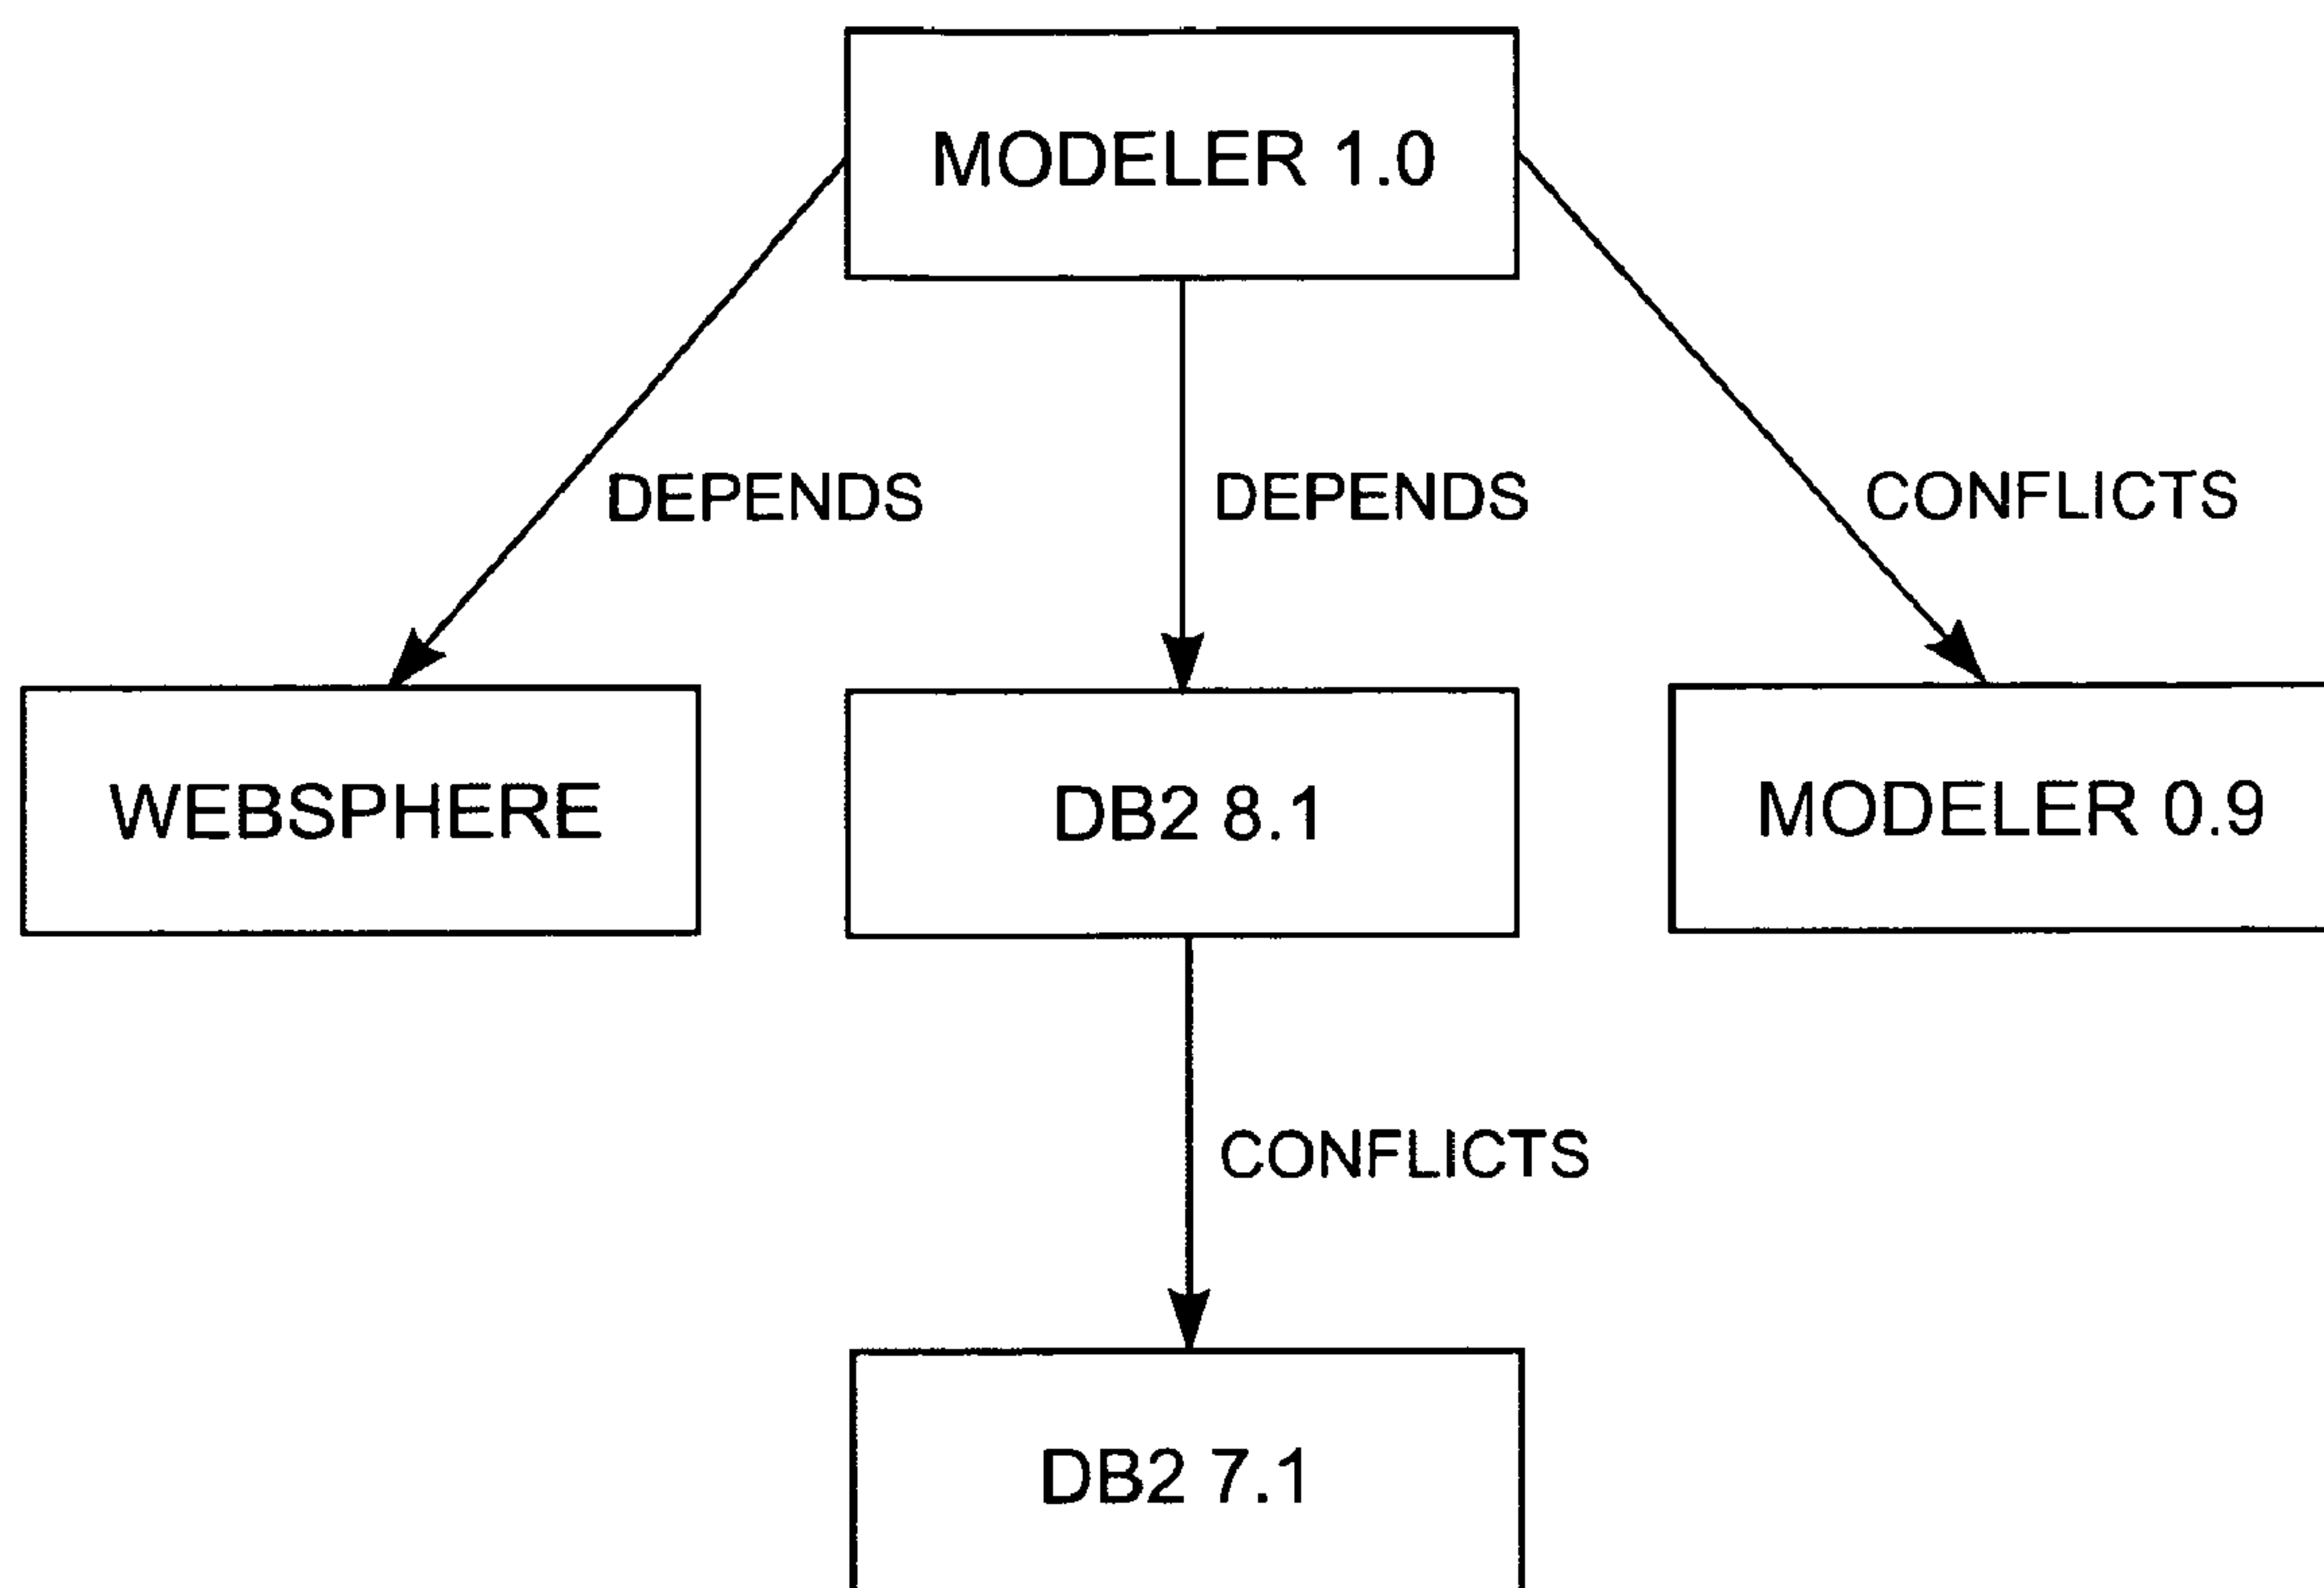 MODELER 1.0
DEPENDS
DEPENDS
CONFLICTS
WEBSPHERE
DB2 8.1
MODELER 0.9
CONFLICTS
DB2 7.1